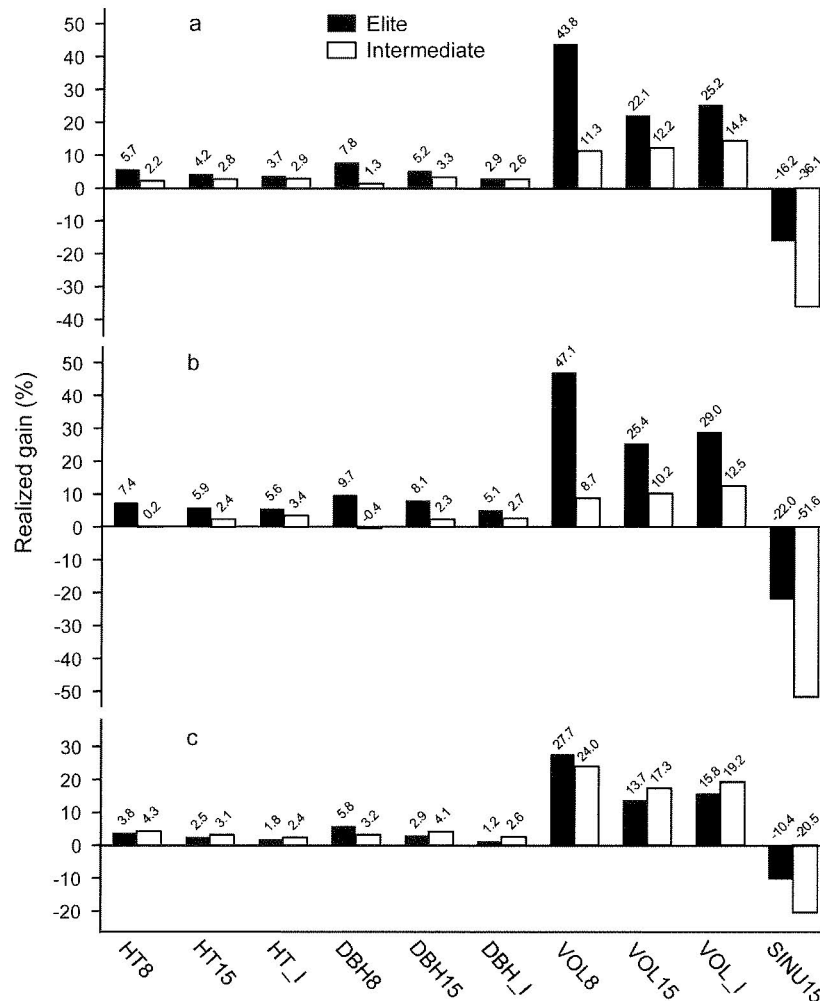 Realized gain (%)
a
Elite
Intermediate
50
40
30
20
10
0
-10
-20
-30
-40
5.7 2.2 4.2 2.8 3.7 2.9 7.8 1.3 5.2 3.3 2.9 2.6 43.8 11.3 22.1 12.2 25.2 14.4 -16.2 -36.1
b
50
40
30
20
10
0
-10
-20
-30
-40
-50
7.4 0.2 5.9 2.4 5.6 3.4 9.7 -0.4 8.1 2.3 5.1 2.7 47.1 8.7 25.4 10.2 29.0 12.5 -22.0 -51.6
c
30
20
10
0
-10
-20
3.8 4.3 2.5 3.1 1.8 2.4 5.8 3.2 2.9 4.1 1.2 2.6 27.7 24.0 13.7 17.3 15.8 19.2 -10.4 -20.5
HT8 HT15 HT_I DBH8 DBH15 DBH_I VOL8 VOL15 VOL_I SINU15